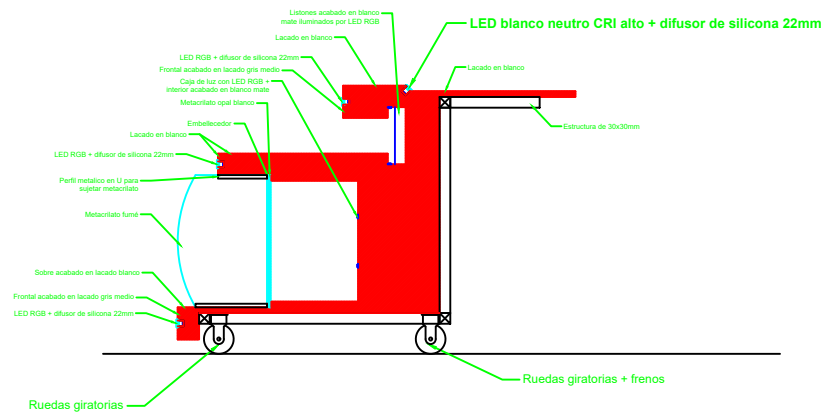 Listones acabado en blanco
mate iluminados por LED RGB
LED blanco neutro CRI alto + difusor de silicona 22mm
Lacado en blanco
LED RGB + difusor de silicona 22mm
Frontal acabado en lacado gris medio
Lacado en blanco
Caja de luz con LED RGB +
interior acabado en blanco mate
Metacrilato opal blanco
Embellecedor
Estructura de 30x30mm
Lacado en blanco
LED RGB + difusor de silicona 22mm
Perfil metalico en U para
sujetar metacrilato
Metacrilato fumé
Sobre acabado en lacado blanco
Frontal acabado en lacado gris medio
LED RGB + difusor de silicona 22mm
Ruedas giratorias + frenos
Ruedas giratorias